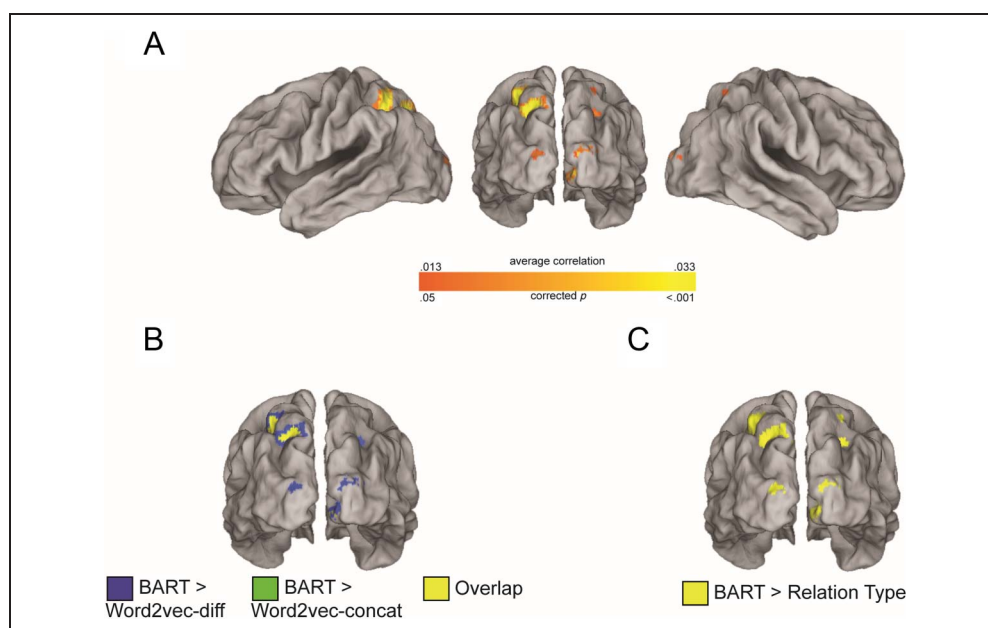 A
average correlation
.013 .033
.05 corrected p <.001
B C
BART > Word2vec-diff
BART > Word2vec-concat
Overlap
BART > Relation Type